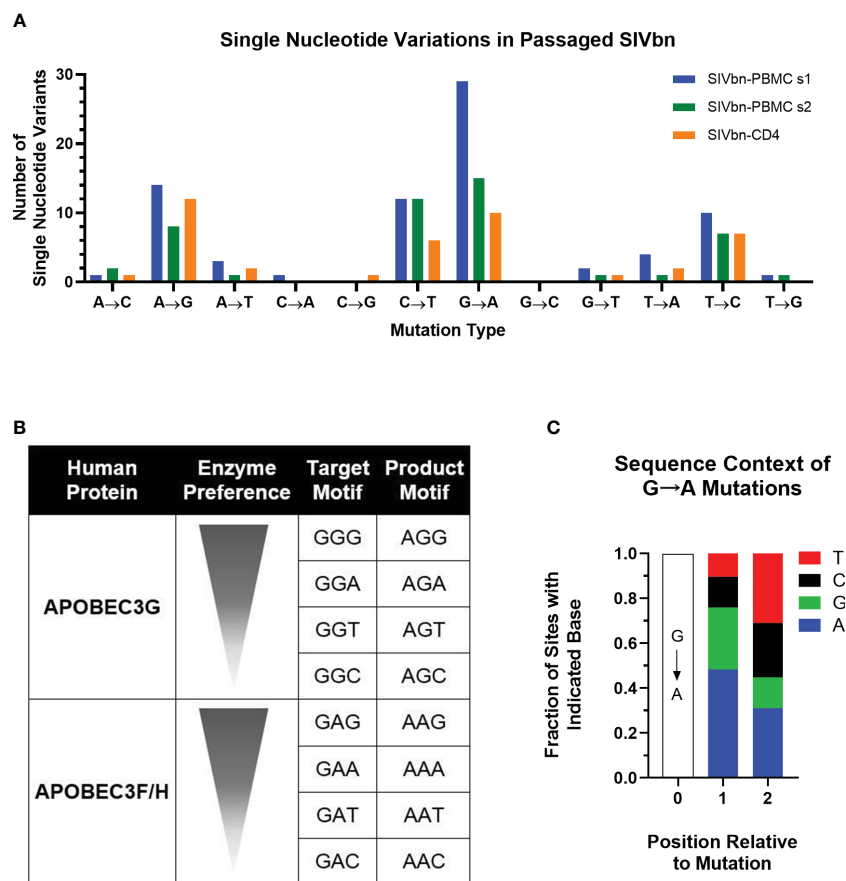 A
Single Nucleotide Variations in Passaged SIVbn
Number of
Single Nucleotide Variants
30
20
10
0
SIVbn-PBMC s1
SIVbn-PBMC s2
SIVbn-CD4
A→C A→G A→T C→A C→G C→T G→A G→C G→T T→A T→C T→G
Mutation Type
B
Human Protein Enzyme Preference Target Motif Product Motif
APOBEC3G
GGG AGG
GGA AGA
GGT AGT
GGC AGC
APOBEC3F/H
GAG AAG
GAA AAA
GAT AAT
GAC AAC
C
Sequence Context of
G→A Mutations
Fraction of Sites with
Indicated Base
1.0
0.8
0.6
0.4
0.2
0.0
G
A
T
C
G
A
0 1 2
Position Relative
to Mutation